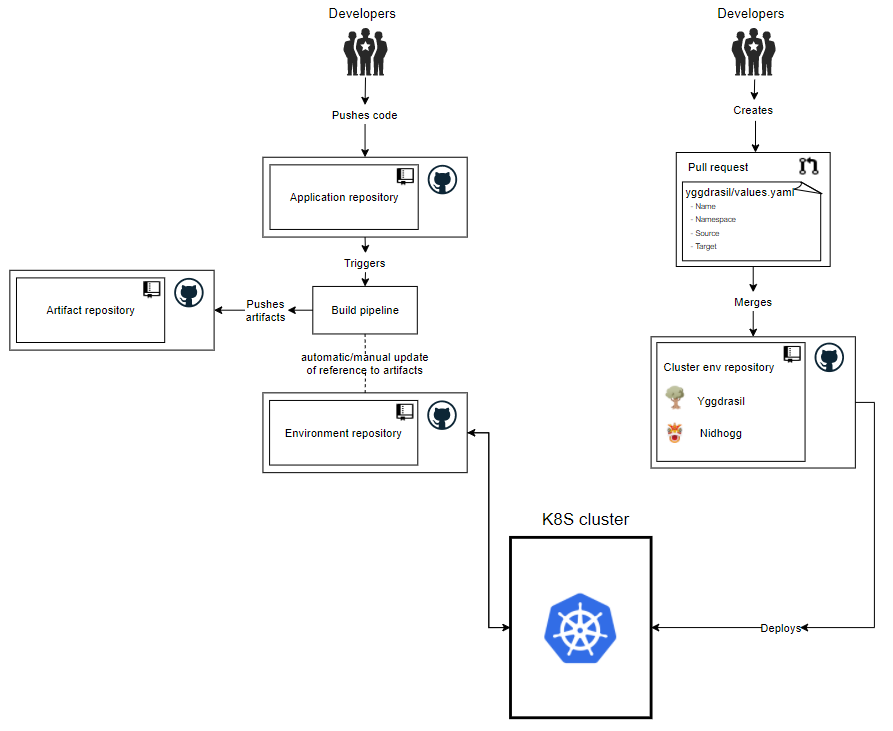 Developers
Pushes code
Application repository
Triggers
Build pipeline
Pushes
artifacts
Artifact repository
automatic/manual update
of reference to artifacts
Environment repository
Developers
Creates
Pull request
yggdrasil/values.yaml
- Name
- Namespace
- Source
- Target
Merges
Cluster env repository
Yggdrasil
Nidhogg
K8S cluster
Deploys